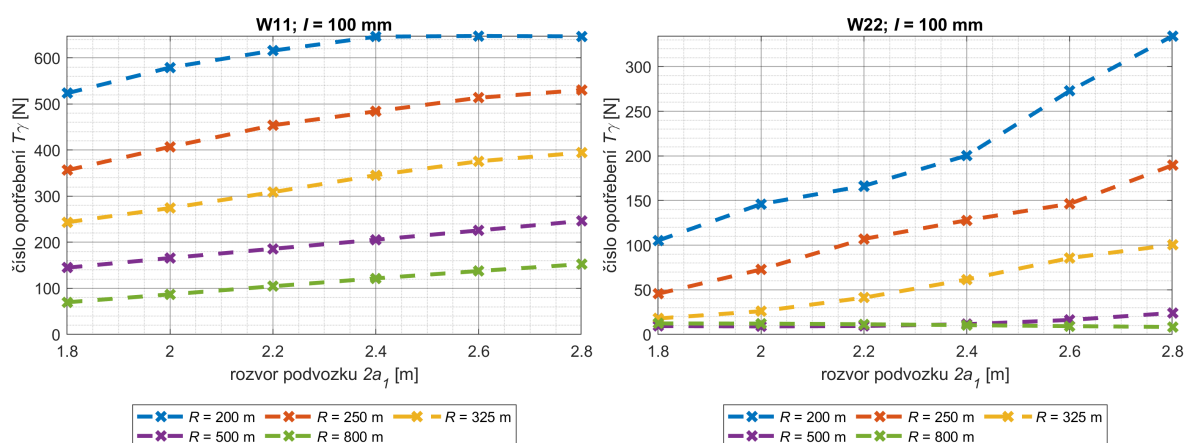 W11; I = 100 mm
číslo opotřebení Tγ [N]
600
500
400
300
200
100
0
1.8 2 2.2 2.4 2.6 2.8
rozvor podvozku 2a1 [m]
R = 200 m R = 250 m R = 325 m
R = 500 m R = 800 m
W22; I = 100 mm
číslo opotřebení Tγ [N]
300
250
200
150
100
50
0
1.8 2 2.2 2.4 2.6 2.8
rozvor podvozku 2a1 [m]
R = 200 m R = 250 m R = 325 m
R = 500 m R = 800 m